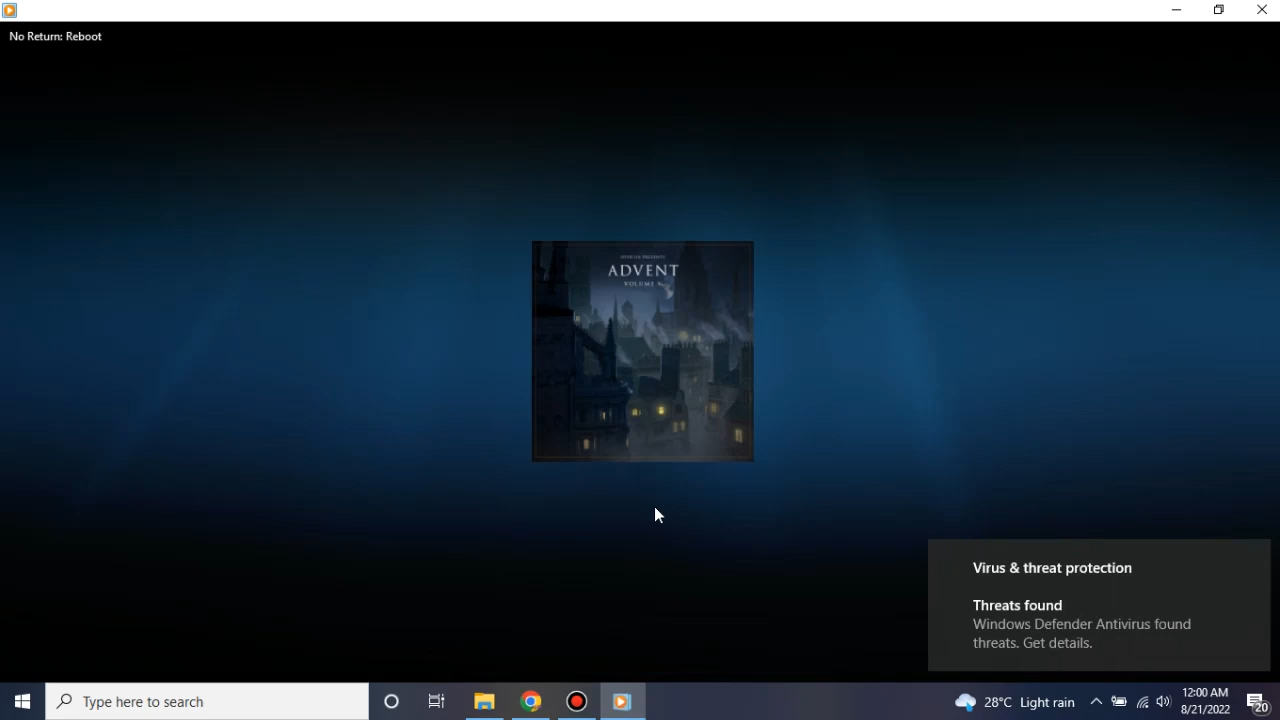 No Return: Reboot
ADVENT
VOLUME
Virus & threat protection
Threats found
Windows Defender Antivirus found
threats. Get details.
Type here to search
28°C Light rain
12:00 AM
8/21/2022
20